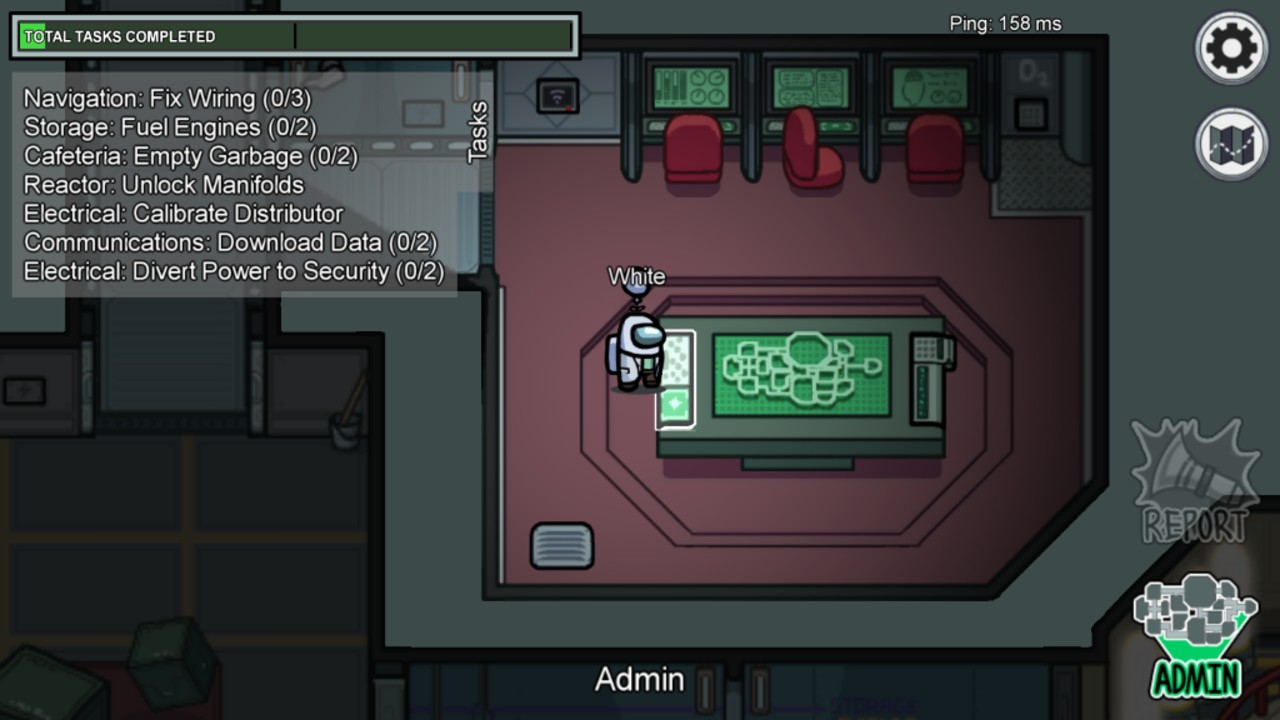 TOTAL TASKS COMPLETED
Ping: 158 ms
Navigation: Fix Wiring (0/3)
Storage: Fuel Engines (0/2)
Cafeteria: Empty Garbage (0/2)
Reactor: Unlock Manifolds
Electrical: Calibrate Distributor
Communications: Download Data (0/2)
Electrical: Divert Power to Security (0/2)
Tasks
D2
White
REPORT
Admin
ADMIN
STORAGE